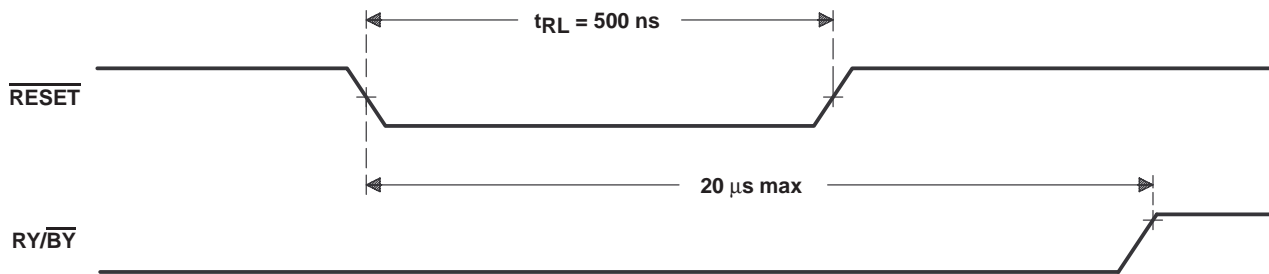 tRL = 500 ns
RESET
20 μs max
RY/BY